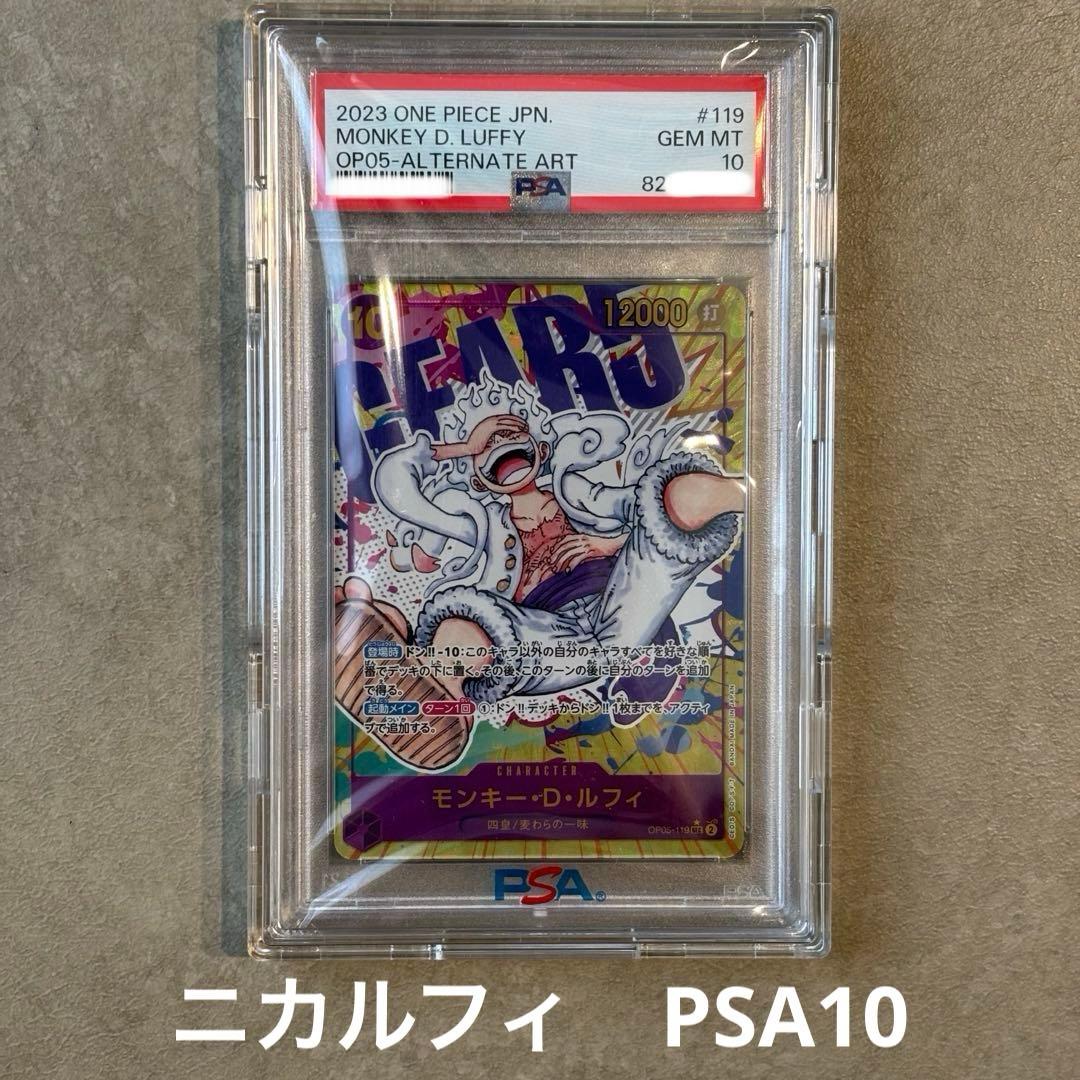 2023 ONE PIECE JPN. #119
MONKEY D. LUFFY GEM MT
OP05-ALTERNATE ART 10
82
PSA
10 12000 打
GEAR5
登場時 ドン!!-10:このキャラ以外の自分のキャラすべてを好きな順
番でデッキの下に置く。その後、このターンの後に自分のターンを追加
で得る。
起動メイン ターン1回 ①:ドン!!デッキからドン!!1枚までを、アクティ
ブで追加する。
CHARACTER
モンキー・D・ルフィ
四皇/麦わらの一味
OP05-119 2
BANDAI MADE IN JAPAN
PSA
ニカルフィ PSA10